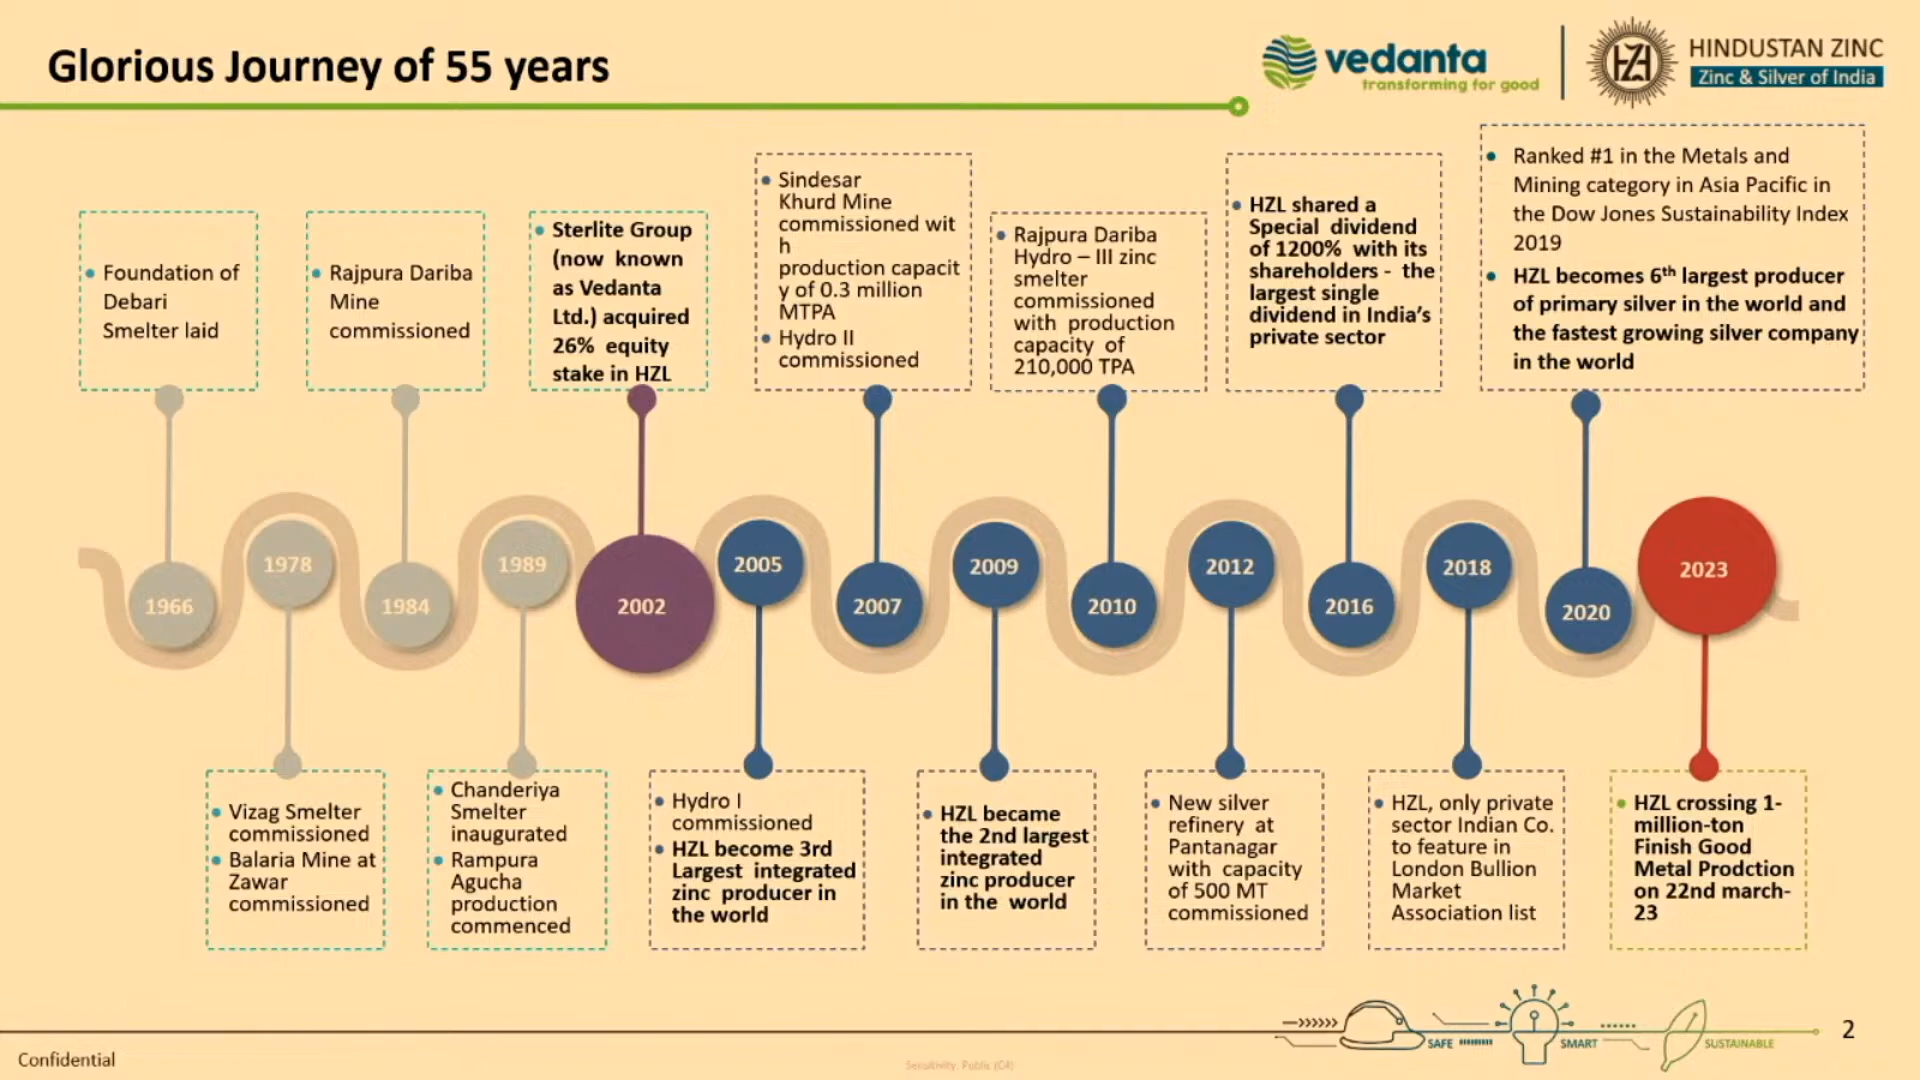 Glorious Journey of 55 years
vedanta
transforming for good
HZL
HINDUSTAN ZINC
Zinc & Silver of India
Foundation of
Debari
Smelter laid
Rajpura Dariba
Mine
commissioned
Sterlite Group
(now known
as Vedanta
Ltd.) acquired
26% equity
stake in HZL
Sindesar
Khurd Mine
commissioned wit
h
production capacit
y of 0.3 million
MTPA
Hydro II
commissioned
Rajpura Dariba
Hydro – III zinc
smelter
commissioned
with production
capacity of
210,000 TPA
HZL shared a
Special dividend
of 1200% with its
shareholders - the
largest single
dividend in India’s
private sector
Ranked #1 in the Metals and
Mining category in Asia Pacific in
the Dow Jones Sustainability Index
2019
HZL becomes 6th largest producer
of primary silver in the world and
the fastest growing silver company
in the world
1966
1978
1984
1989
2002
2005
2007
2009
2010
2012
2016
2018
2020
2023
Vizag Smelter
commissioned
Balaria Mine at
Zawar
commissioned
Chanderiya
Smelter
inaugurated
Rampura
Agucha
production
commenced
Hydro I
commissioned
HZL become 3rd
Largest integrated
zinc producer in
the world
HZL became
the 2nd largest
integrated
zinc producer
in the world
New silver
refinery at
Pantanagar
with capacity
of 500 MT
commissioned
HZL, only private
sector Indian Co.
to feature in
London Bullion
Market
Association list
HZL crossing 1-
million-ton
Finish Good
Metal Prodction
on 22nd march-
23
SAFE
SMART
SUSTAINABLE
2
Confidential
Sensitivity: Public (C4)